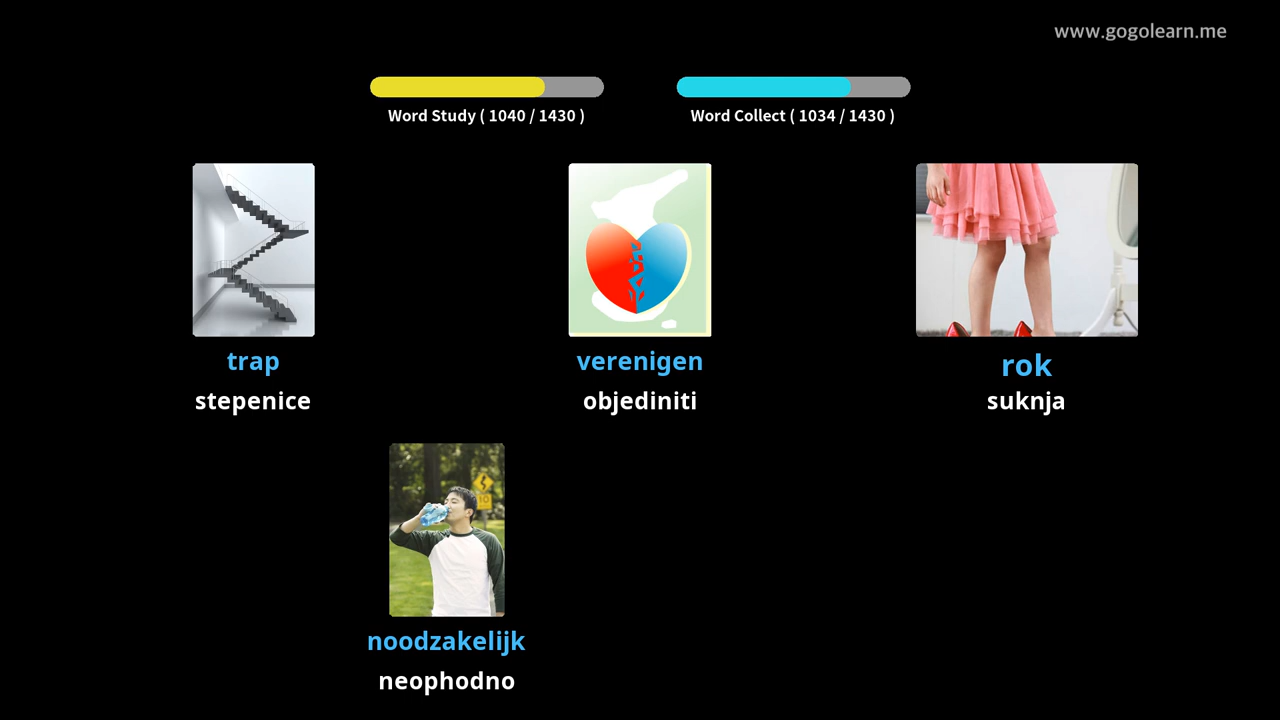 www.gogolearn.me
Word Study ( 1040 / 1430 )
Word Collect ( 1034 / 1430 )
trap
verenigen
rok
stepenice
objediniti
suknja
10
noodzakelijk
neophodno